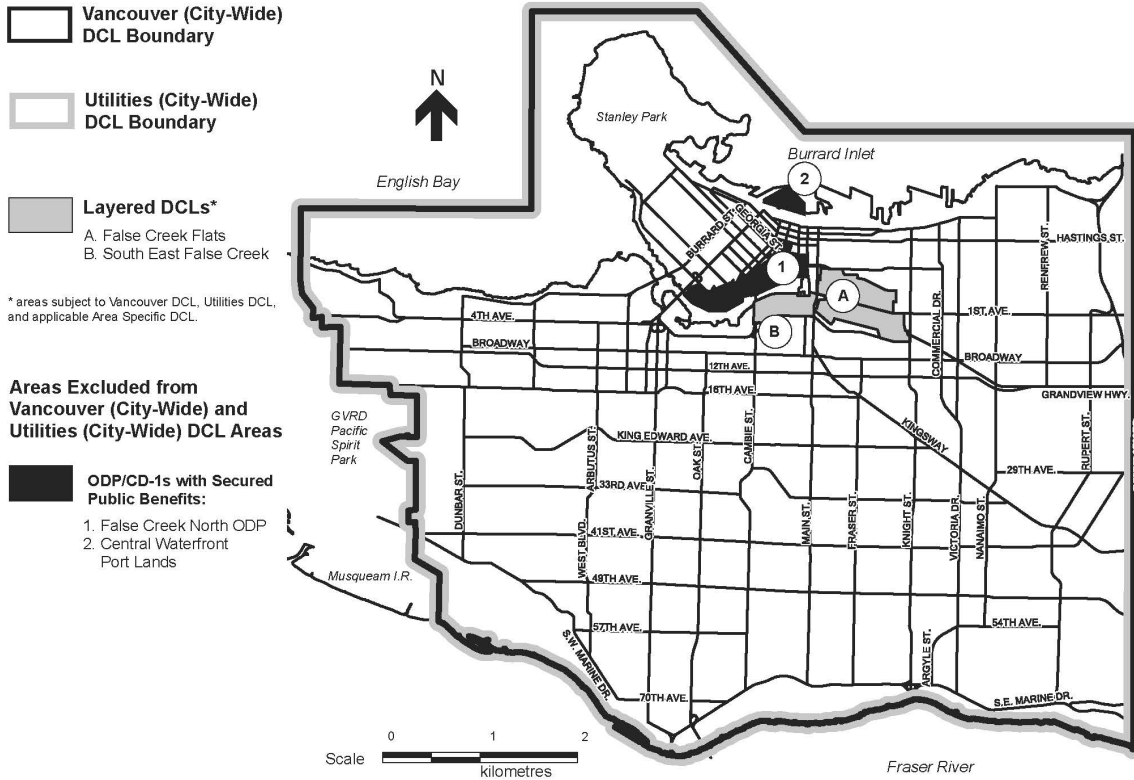 Vancouver (City-Wide)
DCL Boundary
Utilities (City-Wide)
DCL Boundary
Layered DCLs*
A. False Creek Flats
B. South East False Creek
* areas subject to Vancouver DCL, Utilities DCL,
and applicable Area Specific DCL.
Areas Excluded from
Vancouver (City-Wide) and
Utilities (City-Wide) DCL Areas
ODP/CD-1s with Secured
Public Benefits:
1. False Creek North ODP
2. Central Waterfront
Port Lands
N
Stanley Park
English Bay
Burrard Inlet
2
1
A
B
BURRARD ST.
GEORGIA ST.
HASTINGS ST.
RENFREW ST.
COMMERCIAL DR.
4TH AVE.
1ST AVE.
BROADWAY
BROADWAY
12TH AVE.
16TH AVE.
GRANDVIEW HWY.
GVRD
Pacific
Spirit
Park
KING EDWARD AVE.
KINGSWAY
CAMBIE ST.
OAK ST.
ARBUTUS ST.
RUPERT ST.
29TH AVE.
33RD AVE.
DUNBAR ST.
GRANVILLE ST.
WEST BLVD.
MAIN ST.
FRASER ST.
KNIGHT ST.
VICTORIA DR.
NANAIMO ST.
41ST AVE.
Musqueam I.R.
49TH AVE.
57TH AVE.
54TH AVE.
S.W. MARINE DR.
ARGYLE ST.
70TH AVE.
S.E. MARINE DR.
0 1 2
Scale
kilometres
Fraser River